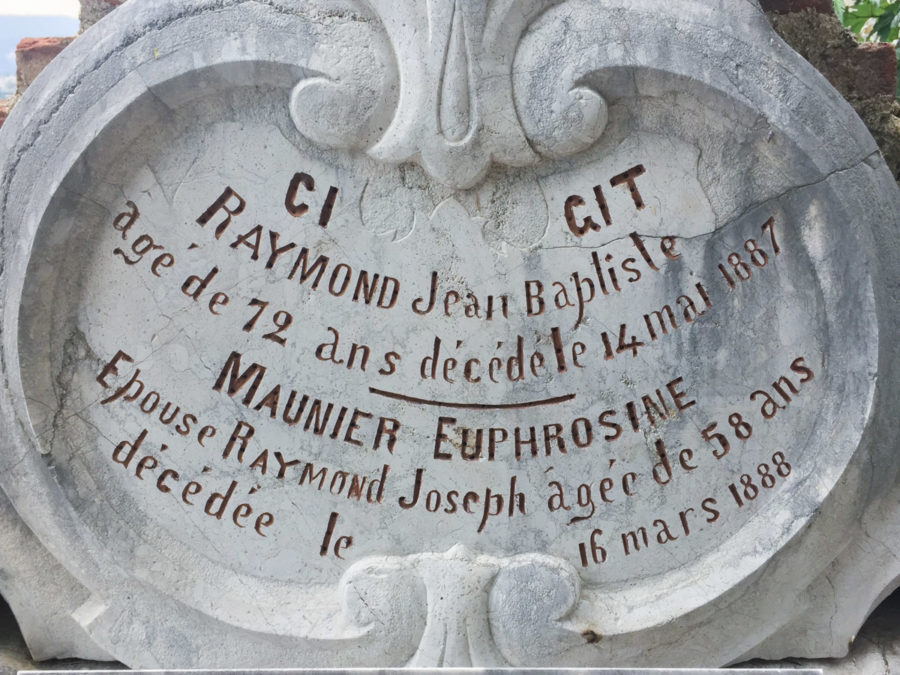 CI GIT
RAYMOND Jean Baptiste
âgé de 72 ans décédé le 14 mai 1887
MAUNIER EUPHROSINE
Epouse RAYMOND Joseph âgée de 58 ans
décédée le 16 mars 1888